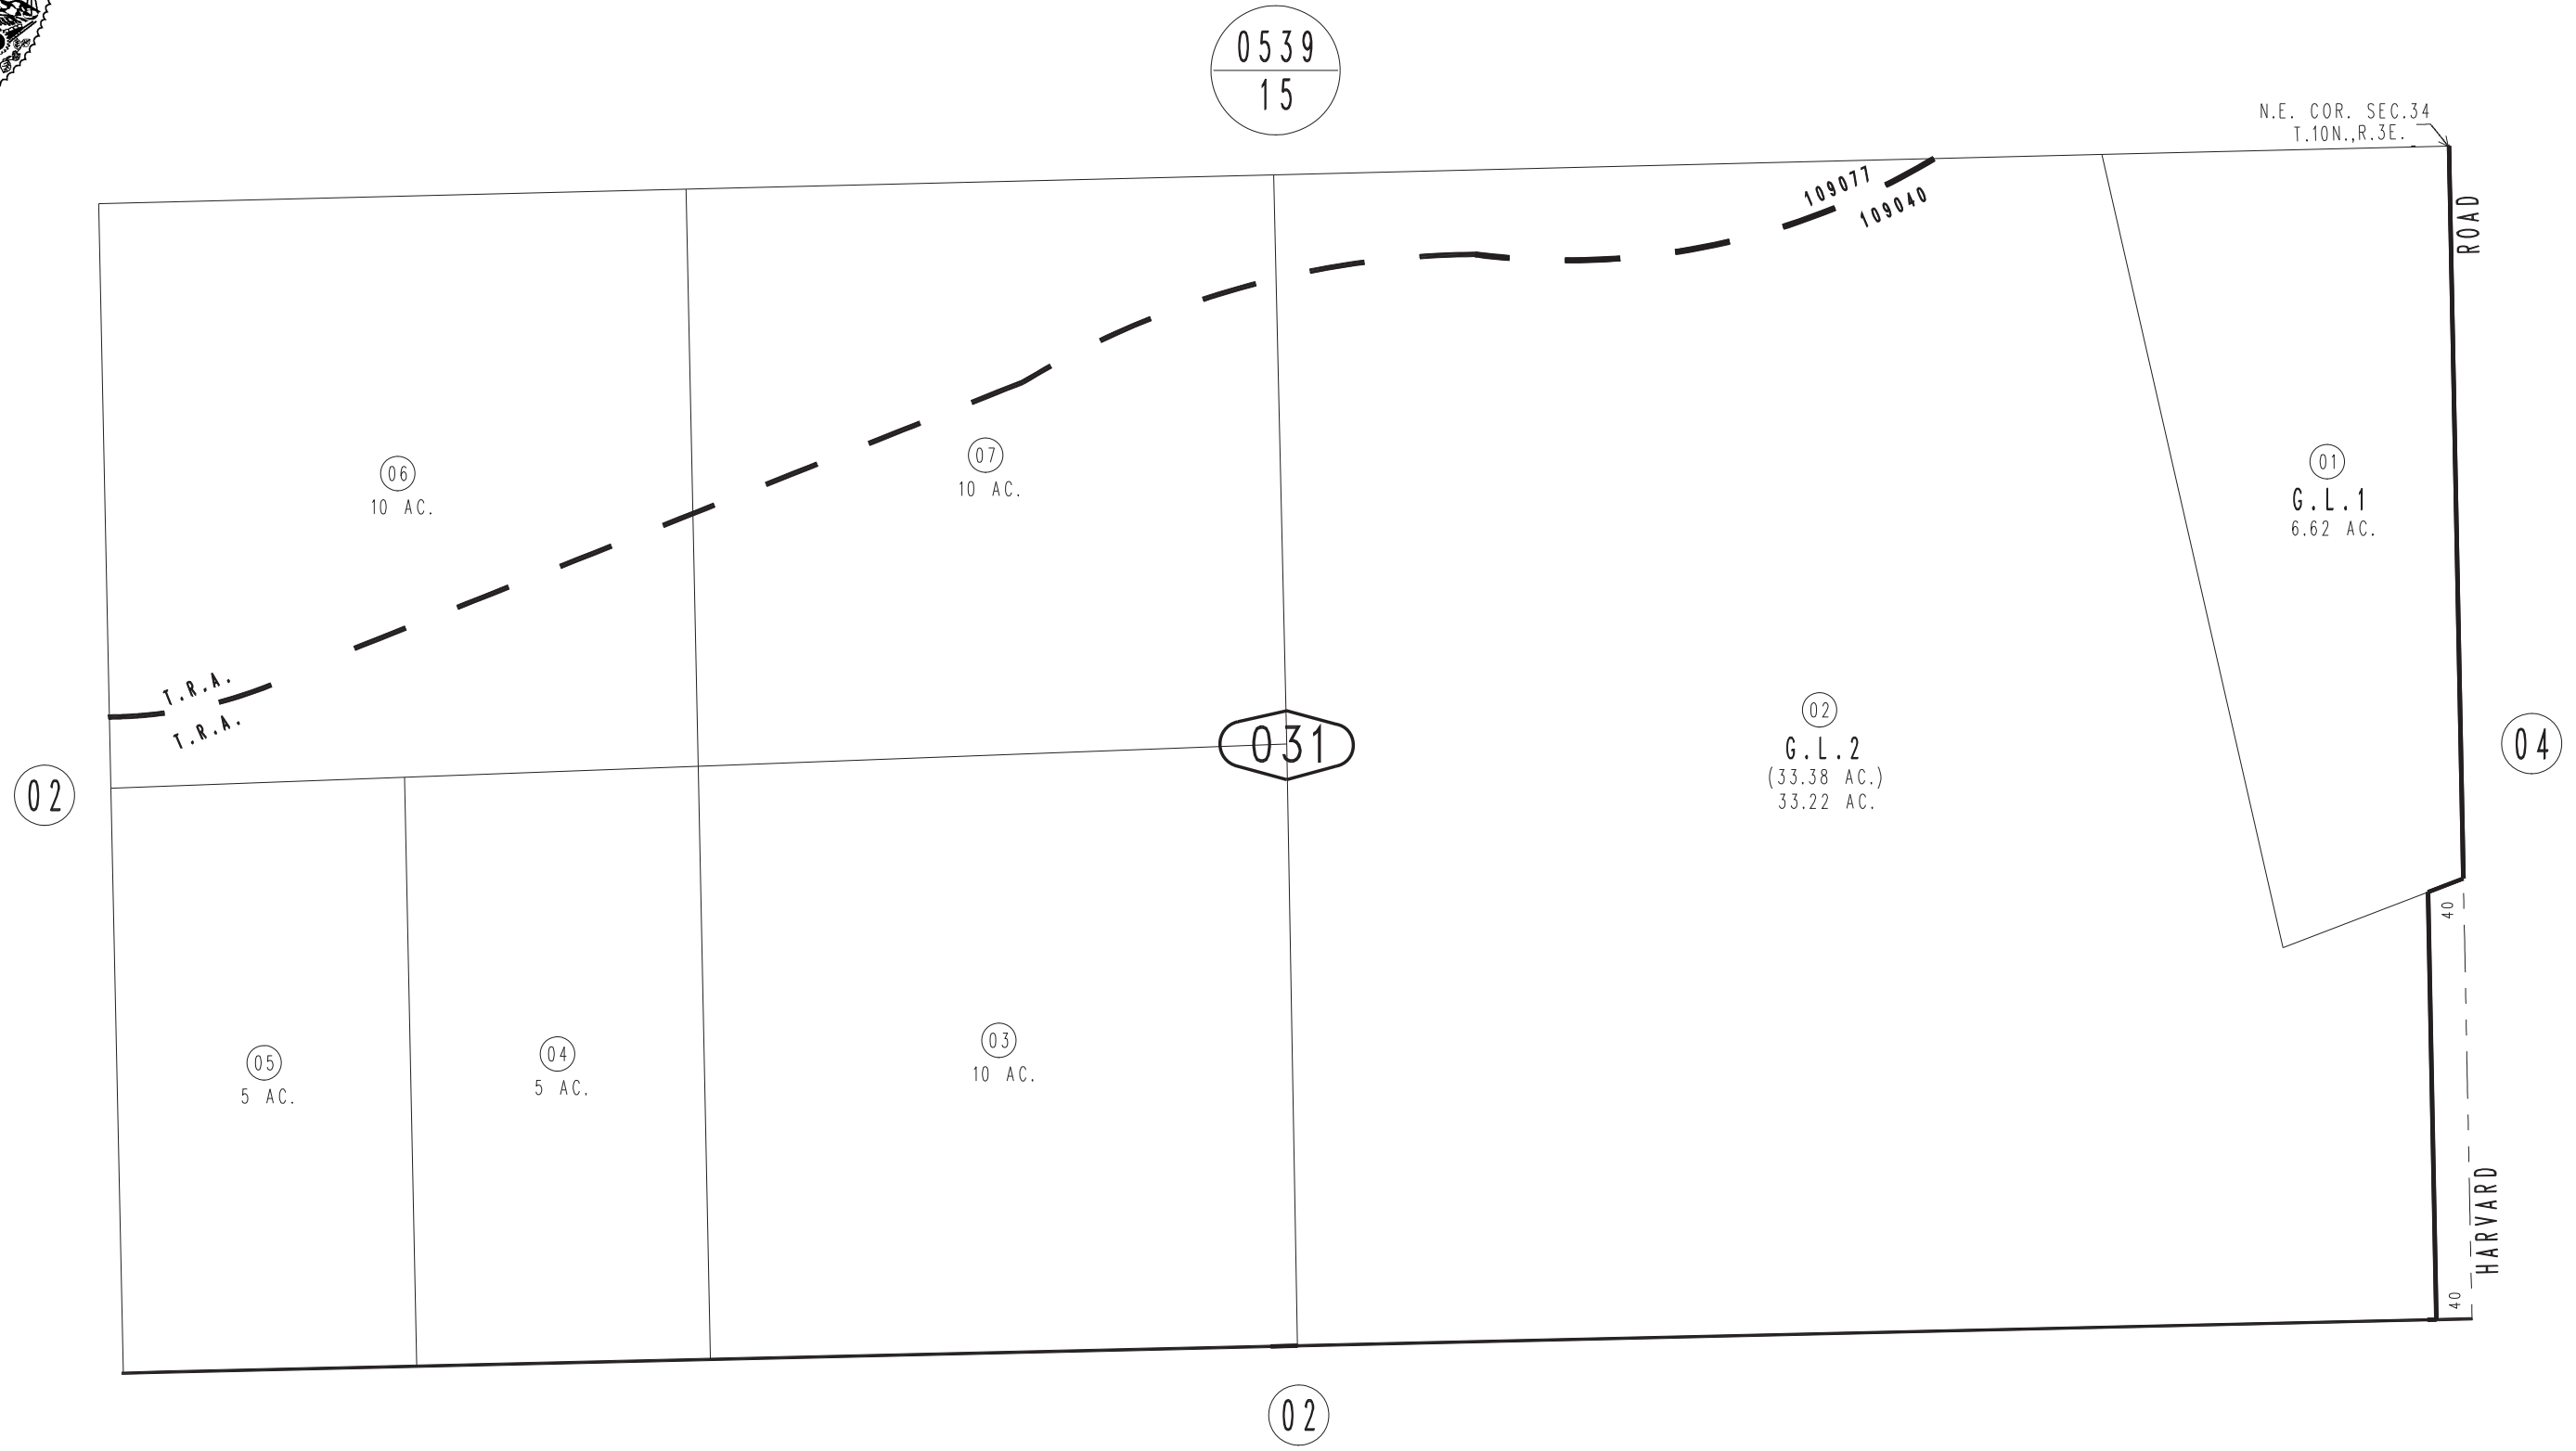 0539
15
N.E. COR. SEC.34
T.10N.,R.3E.
109077
109040
ROAD
06
10 AC.
07
10 AC.
01
G.L.1
6.62 AC.
T.R.A.
T.R.A.
02
G.L.2
(33.38 AC.)
33.22 AC.
031
04
02
40
05
5 AC.
04
5 AC.
03
10 AC.
HARVARD
40
02